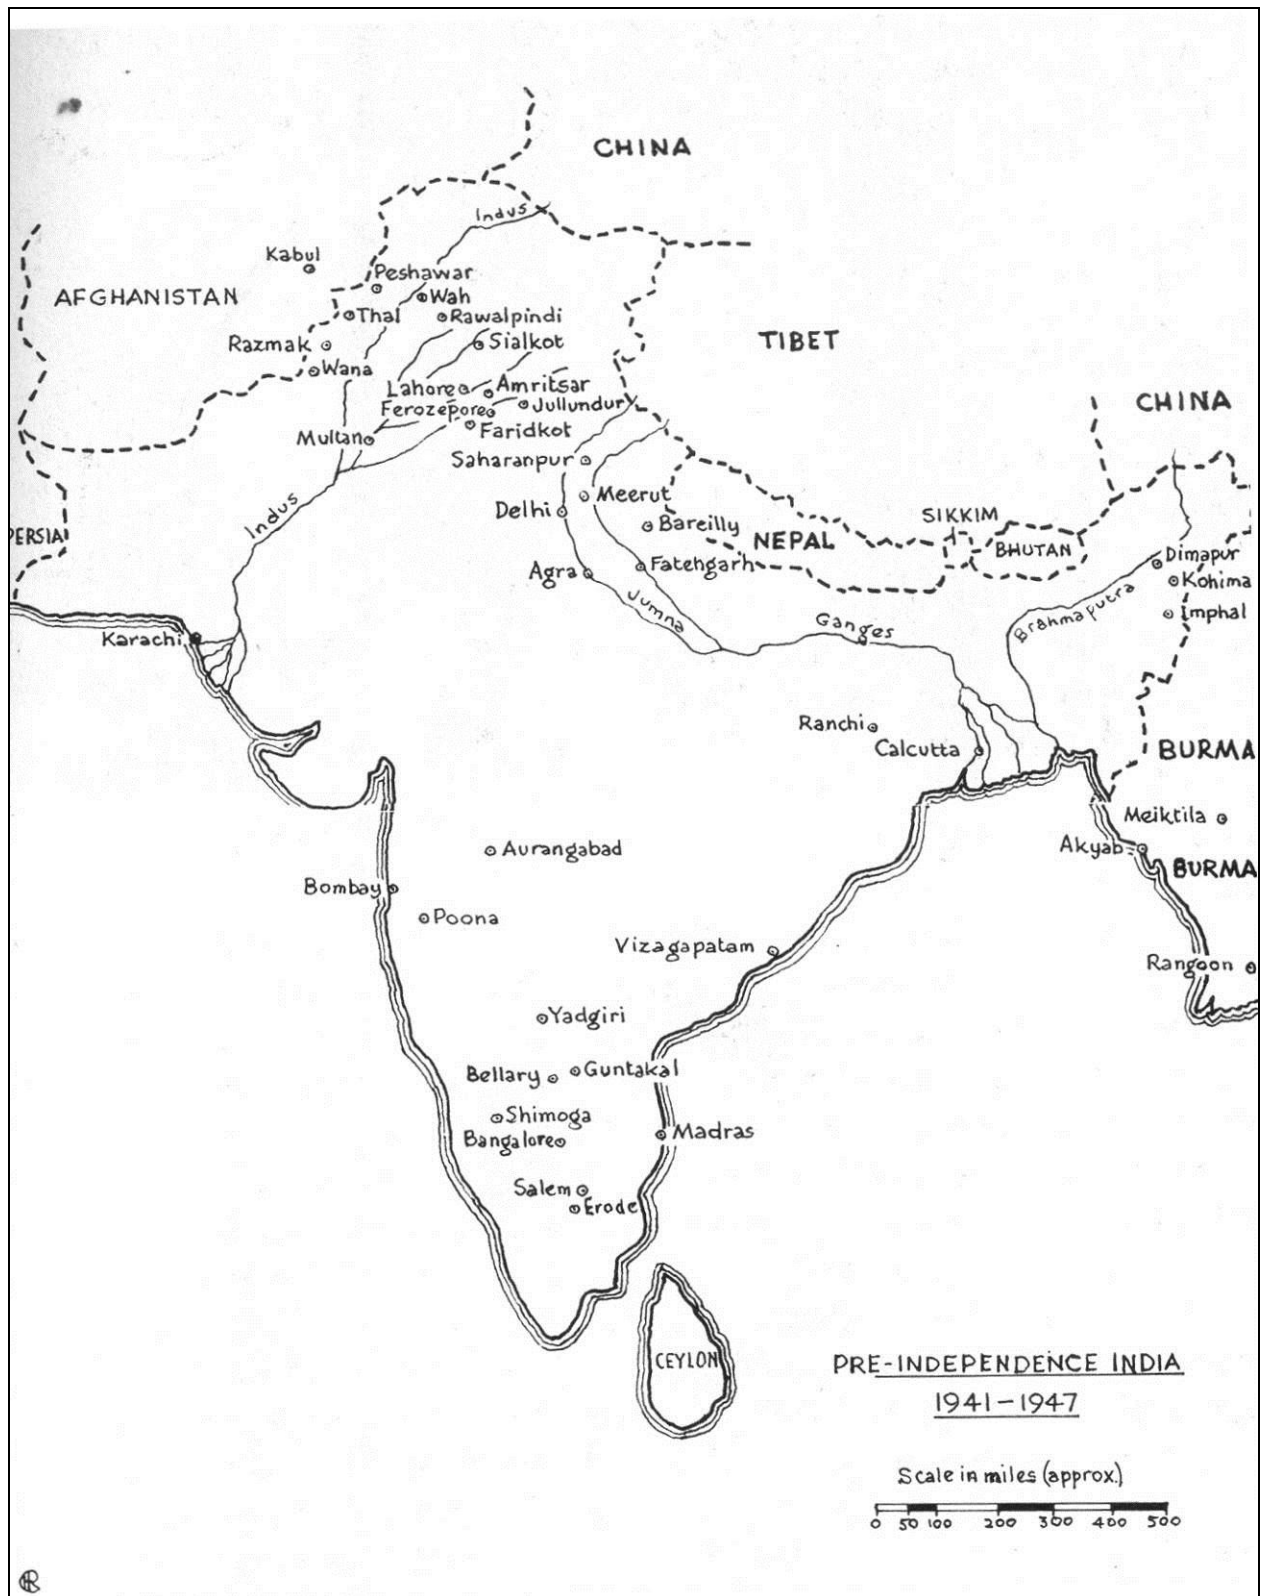 CHINA
Indus
Kabul
Peshawar
AFGHANISTAN
Wah
Thal
Rawalpindi
TIBET
Razmak
Sialkot
Wana
Lahore
Amritsar
CHINA
Ferozepore
Jullundur
Multan
Faridkot
Saharanpur
Meerut
Indus
Delhi
SIKKIM
Bareilly
PERSIA
NEPAL
BHUTAN
Dimapur
Agra
Fatehgarh
Kohima
Jumna
Brahmaputra
Imphal
Karachi
Ganges
Ranchi
Calcutta
BURMA
Meiktila
Aurangabad
Akyab
BURMA
Bombay
Poona
Vizagapatam
Rangoon
Yadgiri
Bellary
Guntakal
Shimoga
Bangalore
Madras
Salem
Erode
CEYLON
PRE-INDEPENDENCE INDIA
1941-1947
Scale in miles (approx.)
0 50 100 200 300 400 500